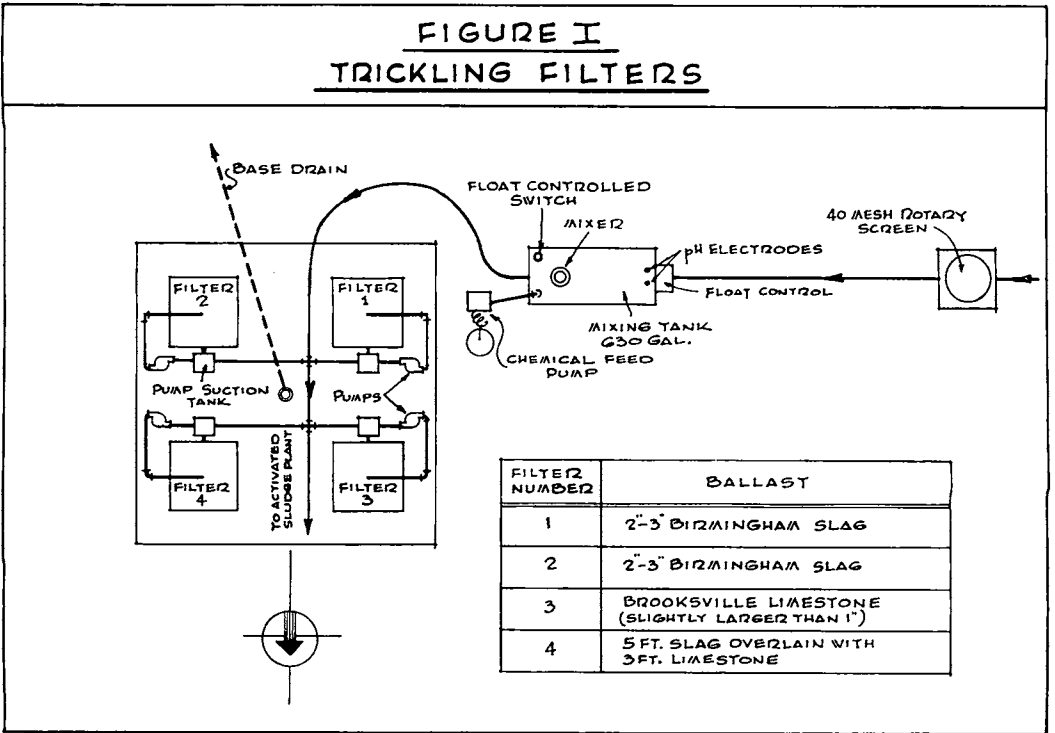 FIGURE I
TRICKLING FILTERS
BASE DRAIN
FLOAT CONTROLLED
SWITCH
MIXER
pH ELECTRODES
40 MESH ROTARY
SCREEN
FLOAT CONTROL
MIXING TANK
630 GAL.
CHEMICAL FEED
PUMP
FILTER
2
FILTER
1
PUMP SUCTION
TANK
PUMPS
FILTER
4
FILTER
3
TO ACTIVATED
SLUDGE PLANT
FILTER
NUMBER
BALLAST
1
2"-3" BIRMINGHAM SLAG
2
2"-3" BIRMINGHAM SLAG
3
BROOKSVILLE LIMESTONE
(SLIGHTLY LARGER THAN 1")
4
5 FT. SLAG OVERLAIN WITH
3 FT. LIMESTONE